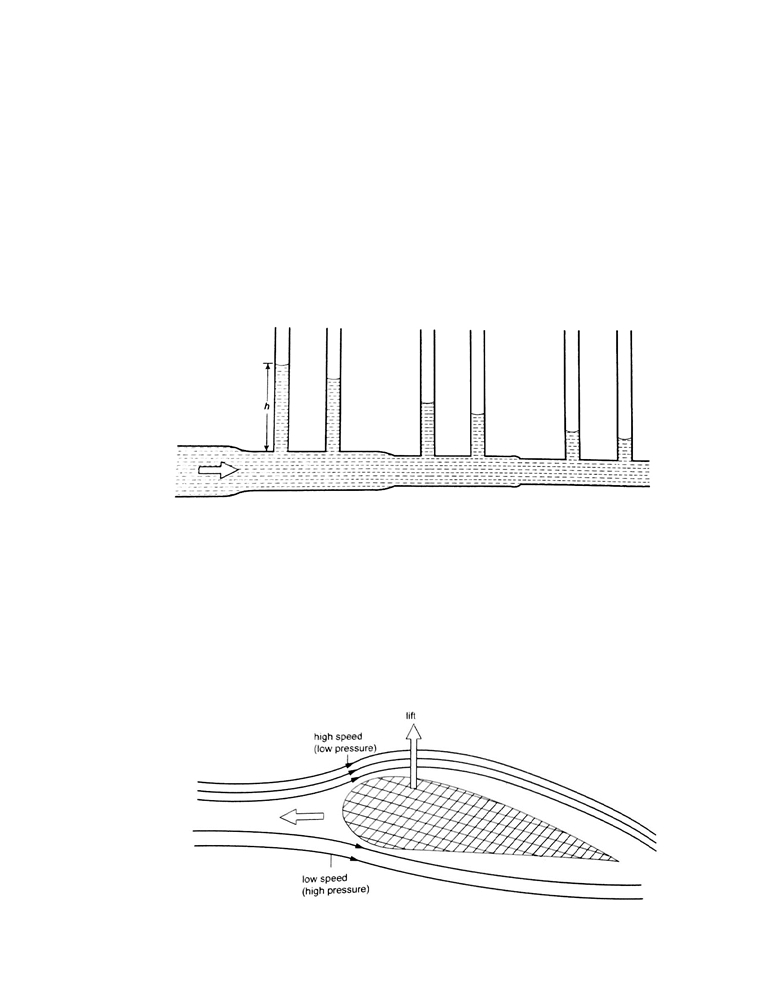 h
lift
high speed
(low pressure)
low speed
(high pressure)